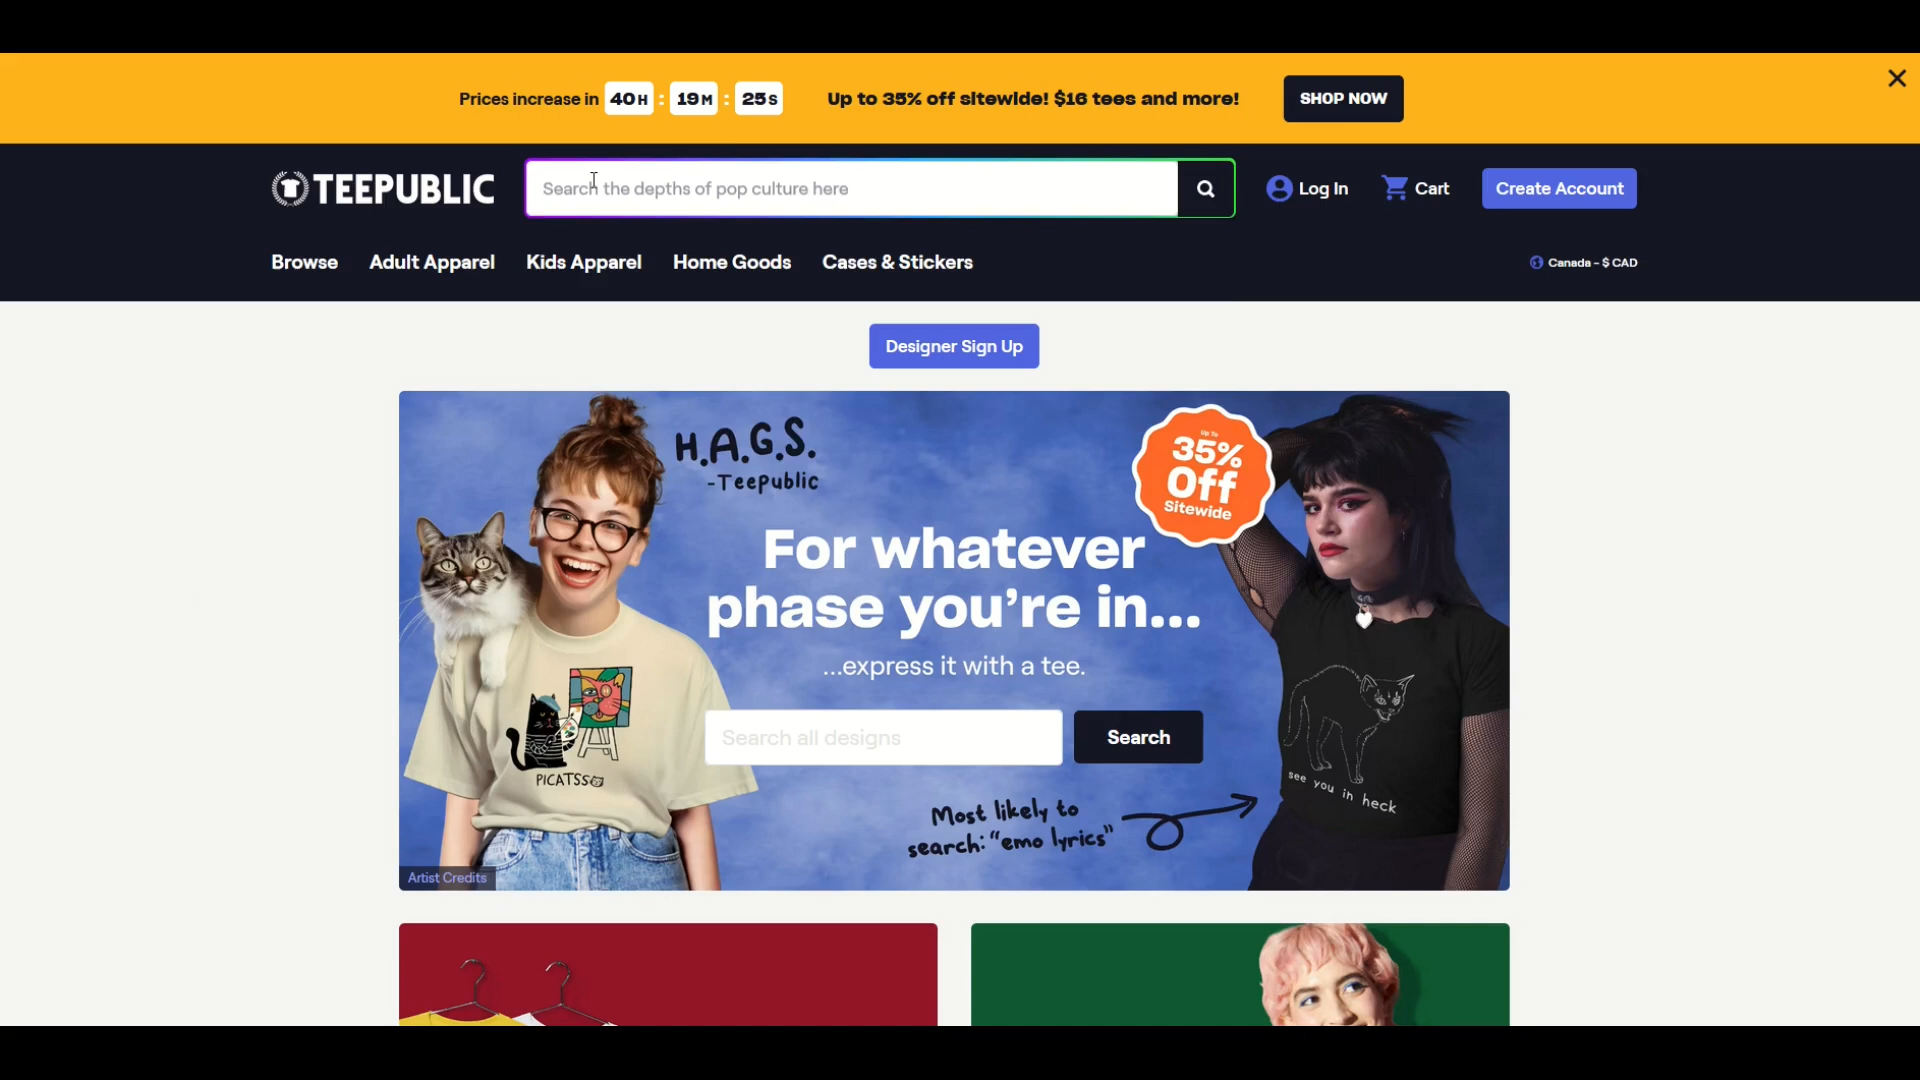 Prices increase in 40H : 19M : 25S Up to 35% off sitewide! $16 tees and more! SHOP NOW
TEEPUBLIC Search the depths of pop culture here Log In Cart Create Account
Browse Adult Apparel Kids Apparel Home Goods Cases & Stickers Canada - $ CAD
Designer Sign Up
H.A.G.S.
-Teepublic
Up To
35%
Off
Sitewide
For whatever
phase you're in...
...express it with a tee.
Search all designs Search
PICATSSO
see you in heck
Most likely to
search: "emo lyrics"
Artist Credits